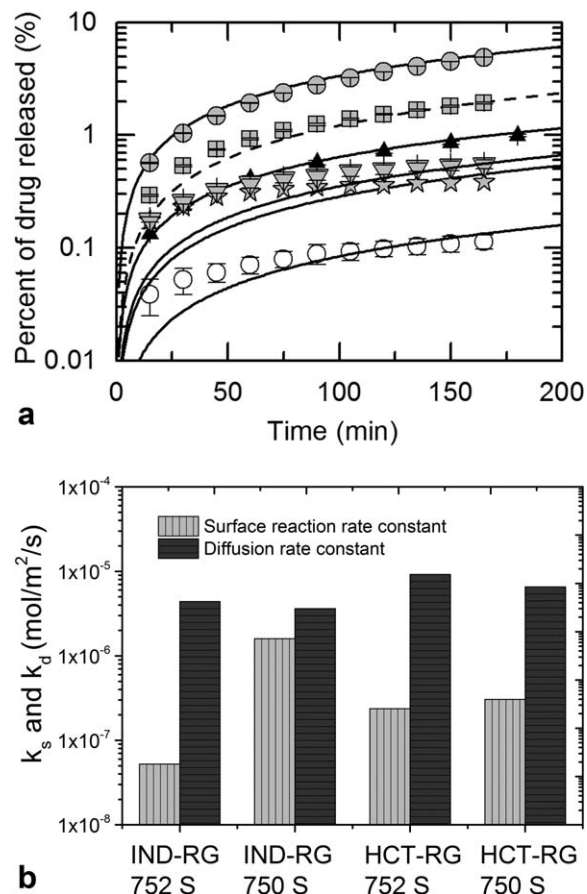 10
1
0.1
0.01
Percent of drug released (%)
0 50 100 150 200
Time (min)
a
1x10⁻⁴
1x10⁻⁵
1x10⁻⁶
1x10⁻⁷
1x10⁻⁸
kₛ and k_d (mol/m²/s)
Surface reaction rate constant
Diffusion rate constant
IND-RG IND-RG HCT-RG HCT-RG
752 S 750 S 752 S 750 S
b